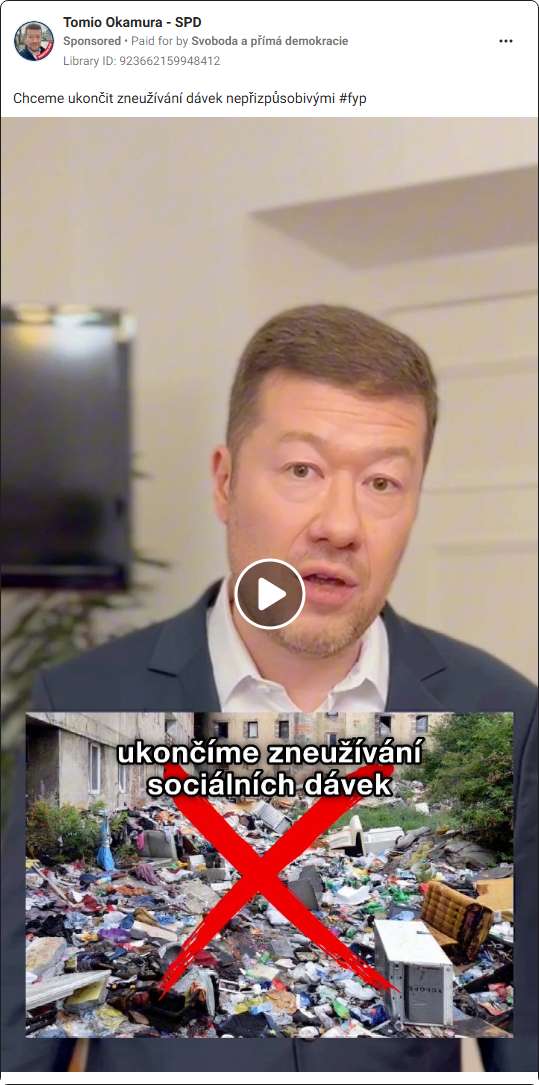 Tomio Okamura - SPD
Sponsored • Paid for by Svoboda a přímá demokracie
Library ID: 923662159948412
Chceme ukončit zneužívání dávek nepřizpůsobivými #fyp
ukončíme zneužívání
sociálních dávek